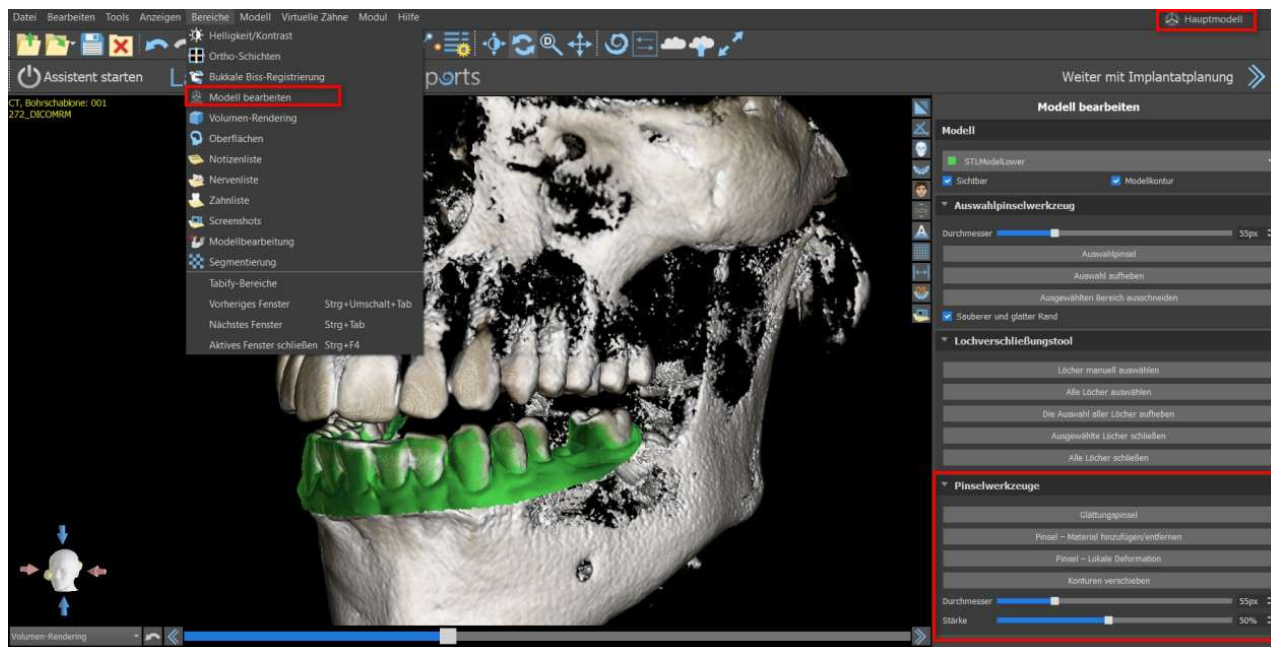 Datei Bearbeiten Tools Anzeigen Bereiche Modell Virtuelle Zähne Modul Hilfe
Hauptmodell
Helligkeit/Kontrast
Ortho-Schichten
Bukkale Biss-Registrierung
Modell bearbeiten
Volumen-Rendering
Oberflächen
Notizenliste
Nervenliste
Zahnliste
Screenshots
Modellbearbeitung
Segmentierung
Tabify-Bereiche
Vorheriges Fenster Strg+Umschalt+Tab
Nächstes Fenster Strg+Tab
Aktives Fenster schließen Strg+F4
Assistent starten
Weiter mit Implantatplanung
CT, Bohrschablone: 001
272_DICOMRM
Modell bearbeiten
Modell
STLModelLower
Sichtbar Modellkontur
Auswahlpinselwerkzeug
Durchmesser 55px
Auswahlpinsel
Auswahl aufheben
Ausgewählten Bereich ausschneiden
Sauberer und glatter Rand
Lochverschließungstool
Löcher manuell auswählen
Alle Löcher auswählen
Die Auswahl aller Löcher aufheben
Ausgewählte Löcher schließen
Alle Löcher schließen
Pinselwerkzeuge
Glättungspinsel
Pinsel – Material hinzufügen/entfernen
Pinsel – Lokale Deformation
Konturen verschieben
Durchmesser 55px
Stärke 50%
Volumen-Rendering